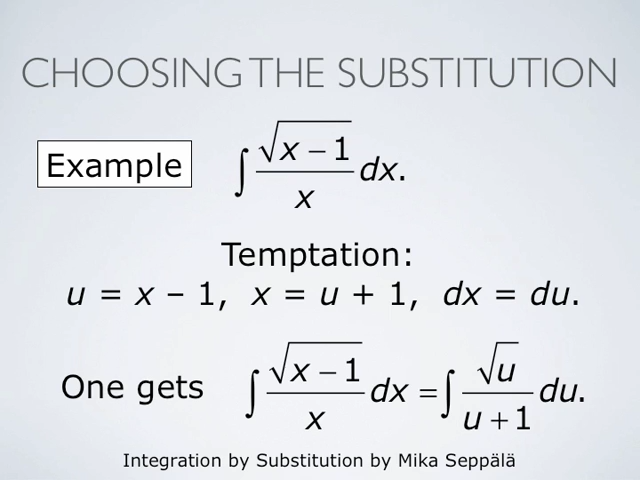 CHOOSING THE SUBSTITUTION
Example ∫ √(x − 1) / x dx.
Temptation:
u = x – 1, x = u + 1, dx = du.
One gets ∫ √(x − 1) / x dx = ∫ √u / (u + 1) du.
Integration by Substitution by Mika Seppälä